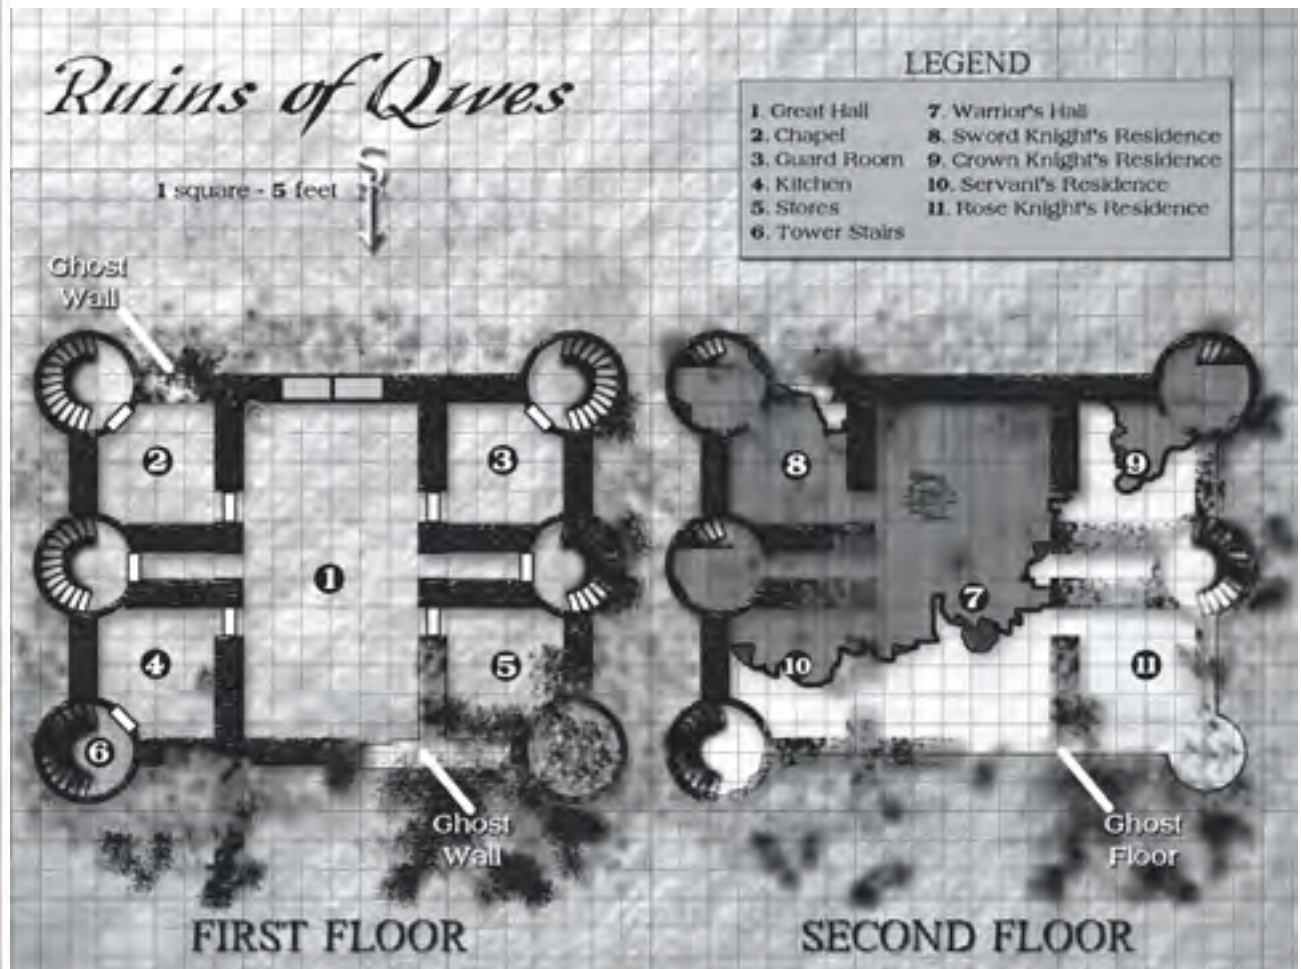 Ruins of Qwes
1 square - 5 feet
LEGEND
1. Great Hall
2. Chapel
3. Guard Room
4. Kitchen
5. Stores
6. Tower Stairs
7. Warrior's Hall
8. Sword Knight's Residence
9. Crown Knight's Residence
10. Servant's Residence
11. Rose Knight's Residence
Ghost
Wall
2
3
1
4
5
6
Ghost
Wall
FIRST FLOOR
8
9
7
10
11
Ghost
Floor
SECOND FLOOR